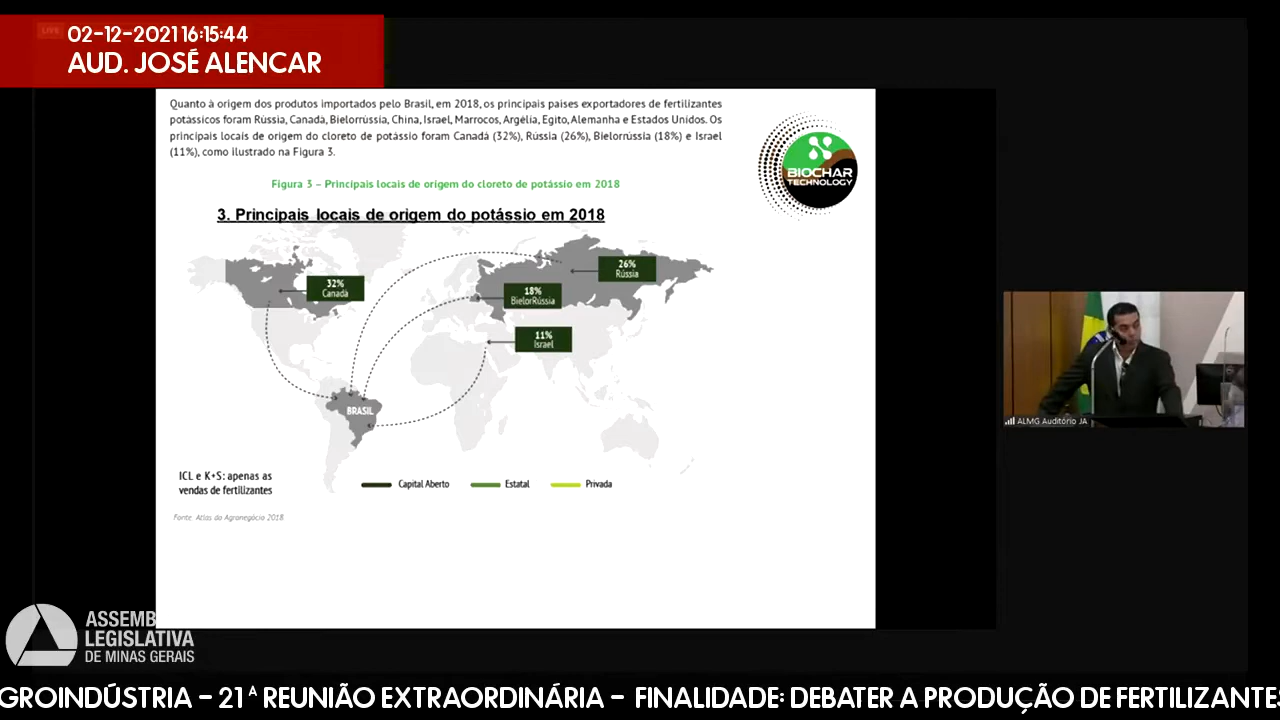 LIVE
02-12-2021 16:15:44
AUD. JOSÉ ALENCAR
Quanto à origem dos produtos importados pelo Brasil, em 2018, os principais países exportadores de fertilizantes
potássicos foram Rússia, Canadá, Bielorrússia, China, Israel, Marrocos, Argélia, Egito, Alemanha e Estados Unidos. Os
principais locais de origem do cloreto de potássio foram Canadá (32%), Rússia (26%), Bielorrússia (18%) e Israel
(11%), como ilustrado na Figura 3.
BIOCHAR
TECHNOLOGY
Figura 3 – Principais locais de origem do cloreto de potássio em 2018
3. Principais locais de origem do potássio em 2018
26%
Rússia
32%
Canadá
18%
BielorRússia
11%
Israel
BRASIL
ALMG Auditório JA
ICL e K+S: apenas as
vendas de fertilizantes
Capital Aberto
Estatal
Privada
Fonte: Atlas do Agronegócio 2018
ASSEMB
LEGISLATIVA
DE MINAS GERAIS
GROINDÚSTRIA - 21ª REUNIÃO EXTRAORDINÁRIA - FINALIDADE: DEBATER A PRODUÇÃO DE FERTILIZANTES